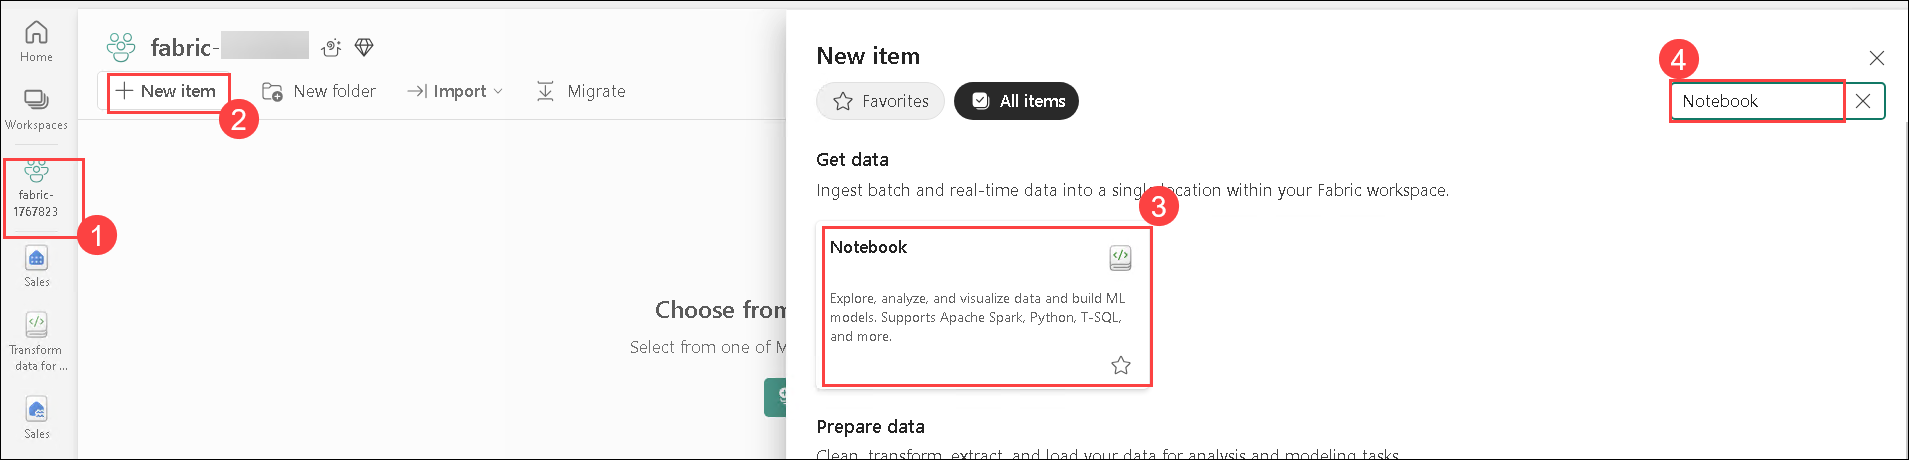 Home
Workspaces
fabric-
1767823
1
Sales
Transform
data for ...
Sales
fabric-
New item
2
New folder
Import
Migrate
Choose from
Select from one of M
New item
4
Favorites
All items
Notebook
Get data
Ingest batch and real-time data into a single location within your Fabric workspace.
3
Notebook
Explore, analyze, and visualize data and build ML
models. Supports Apache Spark, Python, T-SQL,
and more.
Prepare data
Clean, transform, extract, and load your data for analysis and modeling tasks.